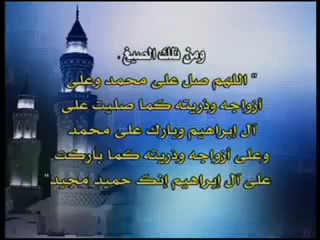 ومن تلك الصيغ.
" اللهم صل على محمد وعلى
أزواجه وذريته كما صليت على
آل إبراهيم وبارك على محمد
وعلى أزواجه وذريته كما باركت
على آل إبراهيم إنك حميد مجيد"